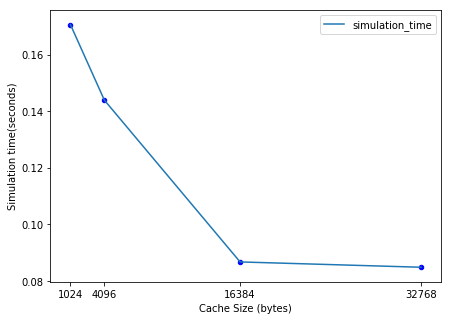 simulation_time
0.16
0.14
0.12
0.10
0.08
Simulation time(seconds)
1024 4096 16384 32768
Cache Size (bytes)